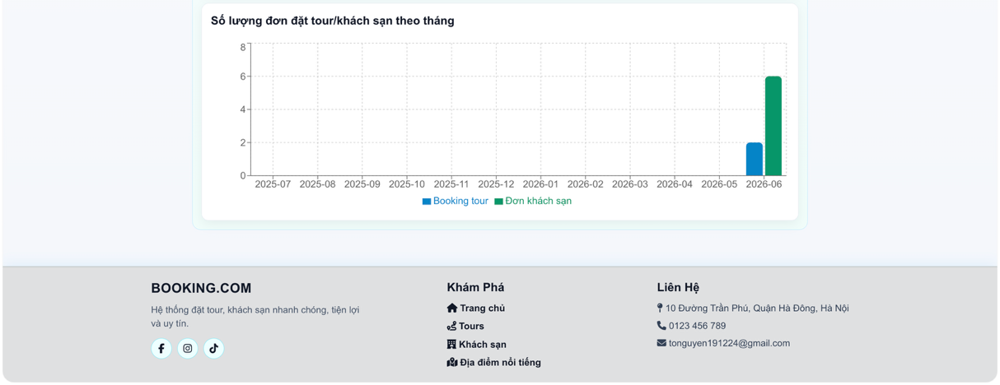 Số lượng đơn đặt tour/khách sạn theo tháng
8
6
4
2
0
2025-07 2025-08 2025-09 2025-10 2025-11 2025-12 2026-01 2026-02 2026-03 2026-04 2026-05 2026-06
Booking tour Đơn khách sạn
BOOKING.COM
Hệ thống đặt tour, khách sạn nhanh chóng, tiện lợi
và uy tín.
Khám Phá
Trang chủ
Tours
Khách sạn
Địa điểm nổi tiếng
Liên Hệ
10 Đường Trần Phú, Quận Hà Đông, Hà Nội
0123 456 789
tonguyen191224@gmail.com